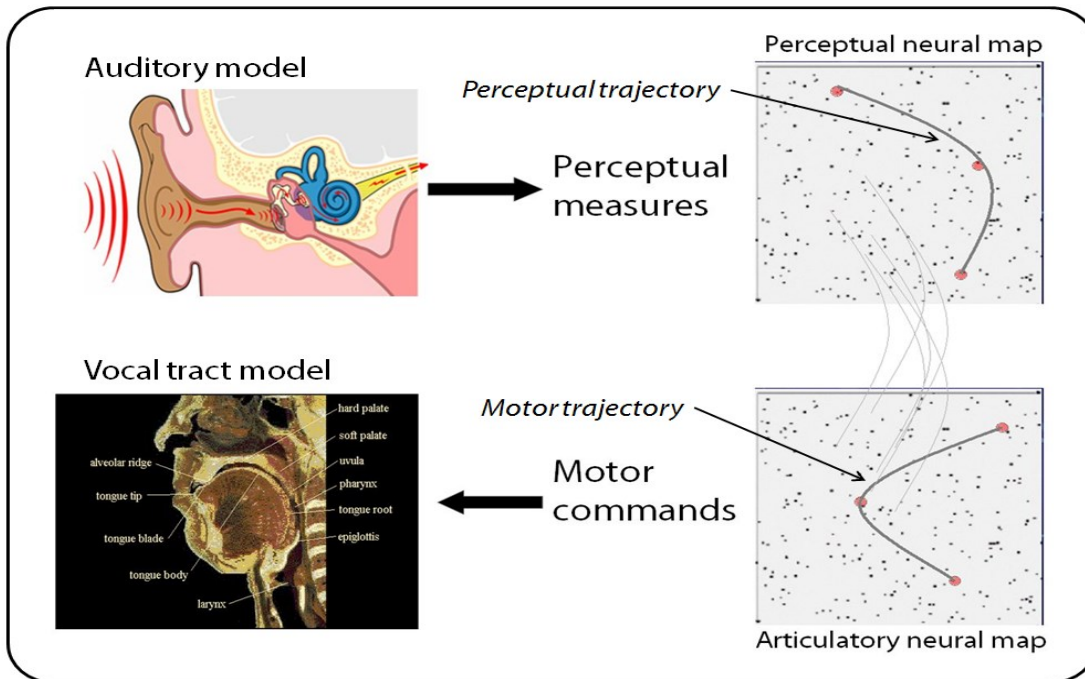 Auditory model
Perceptual neural map
Perceptual trajectory
Perceptual
measures
Vocal tract model
hard palate
soft palate
alveolar ridge
uvula
pharynx
tongue tip
tongue root
tongue blade
epiglottis
tongue body
larynx
Motor trajectory
Motor
commands
Articulatory neural map